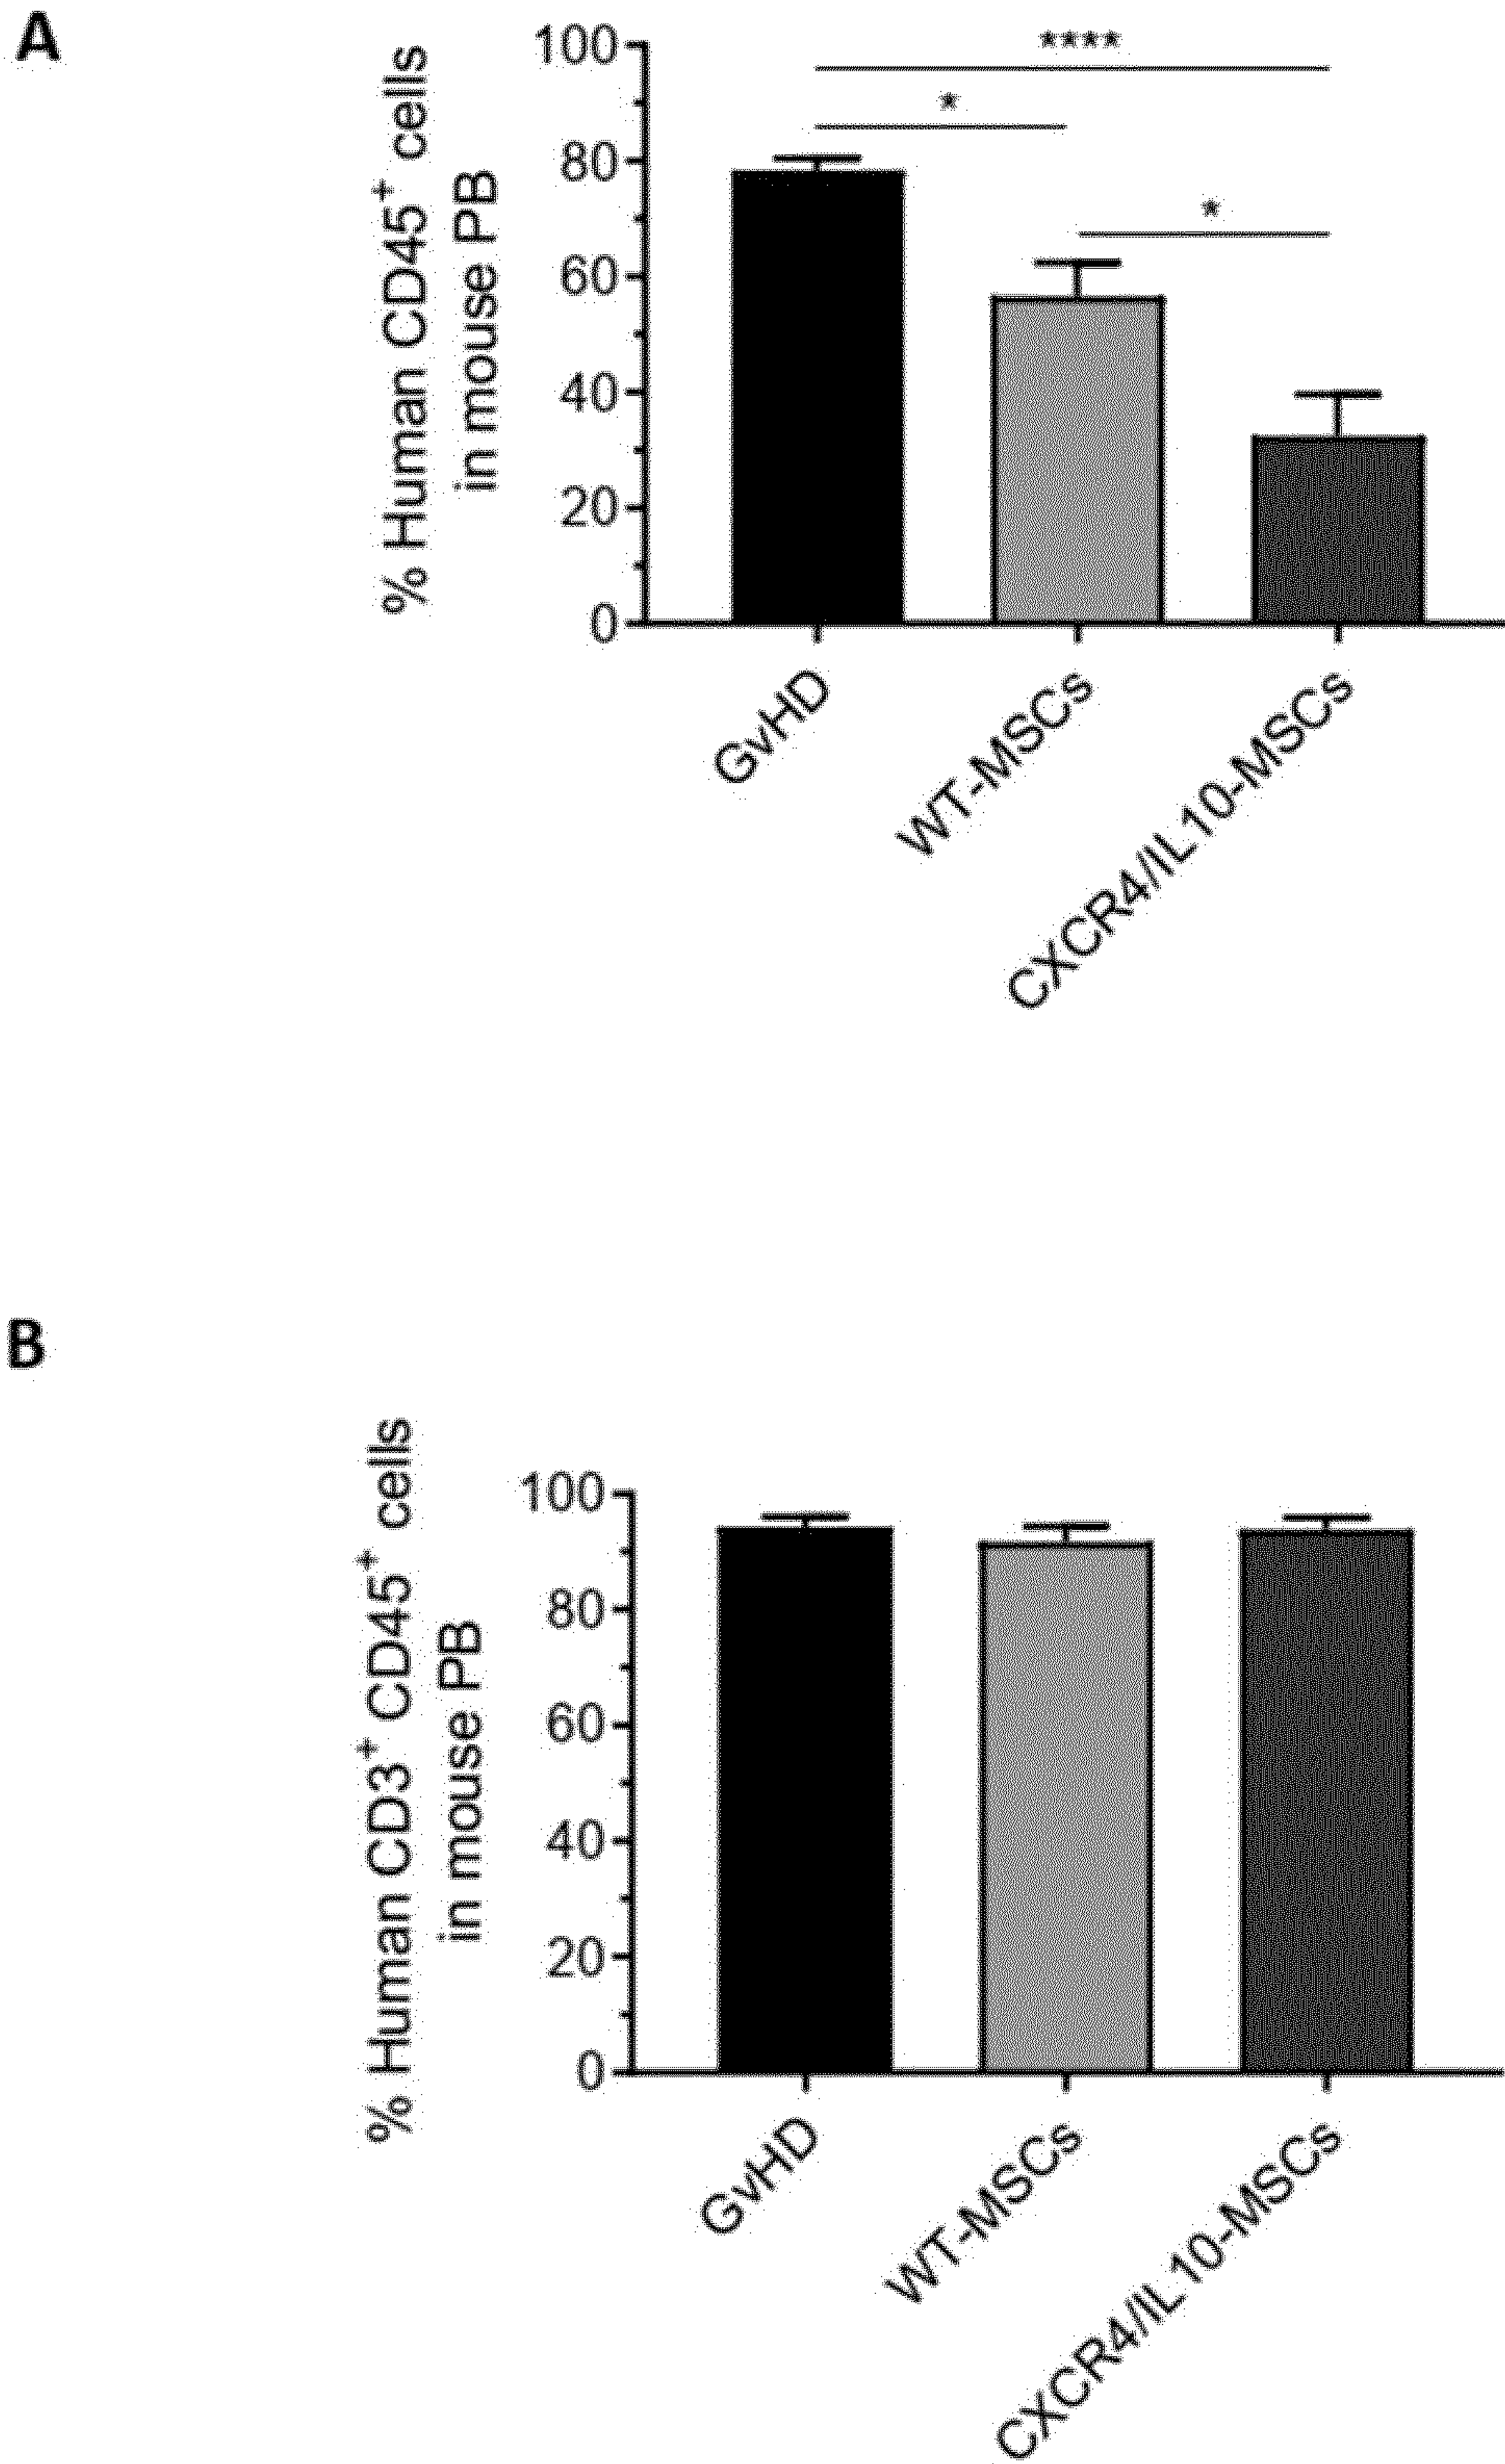 A
% Human CD45⁺ cells
in mouse PB
100
80
60
40
20
0
****
*
*
GvHD
WT-MSCs
CXCR4/IL10-MSCs
B
% Human CD3⁺ CD45⁺ cells
in mouse PB
100
80
60
40
20
0
GvHD
WT-MSCs
CXCR4/IL10-MSCs